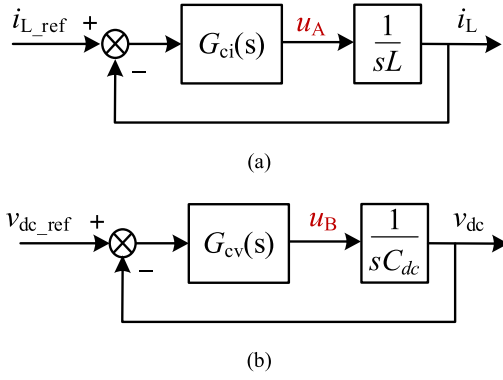 i_L_ref + − G_ci(s) u_A 1/sL i_L
(a)
v_dc_ref + − G_cv(s) u_B 1/sC_dc v_dc
(b)